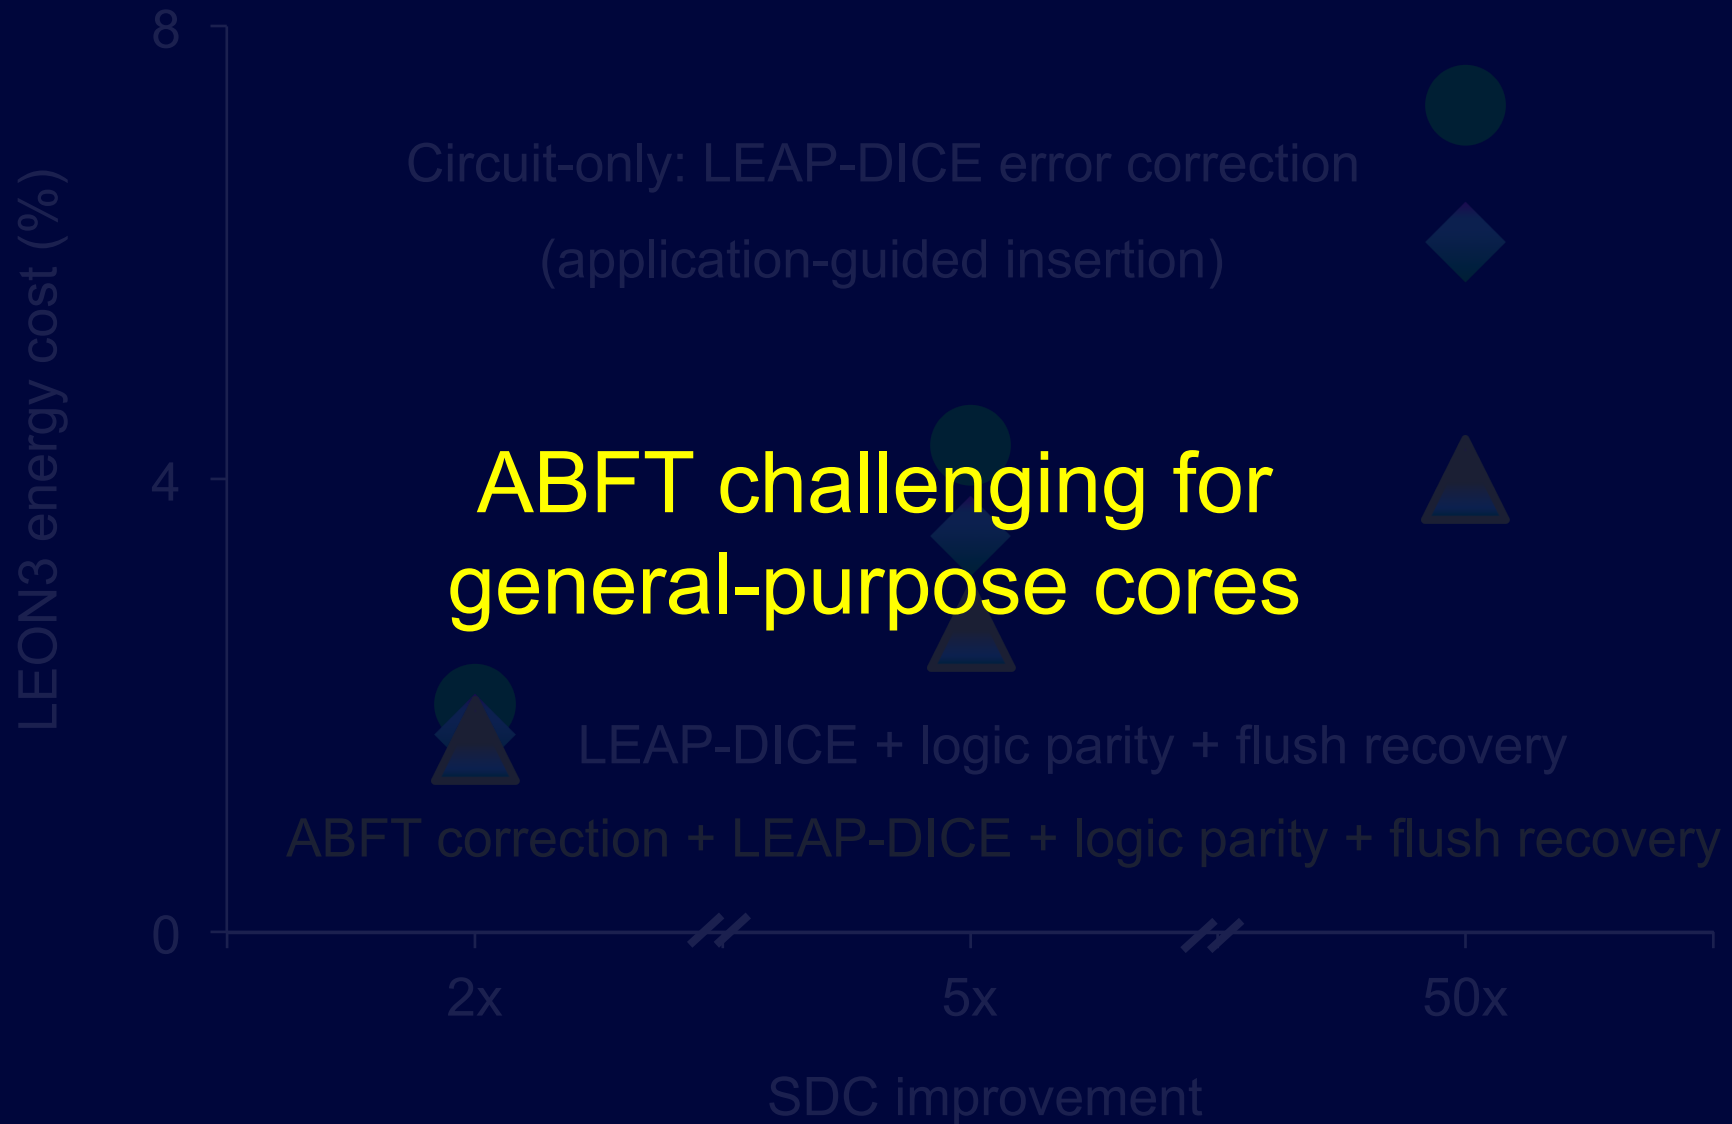 8
Circuit-only: LEAP-DICE error correction
(application-guided insertion)
LEON3 energy cost (%)
4
ABFT challenging for
general-purpose cores
LEAP-DICE + logic parity + flush recovery
ABFT correction + LEAP-DICE + logic parity + flush recovery
0
2x
5x
50x
SDC improvement